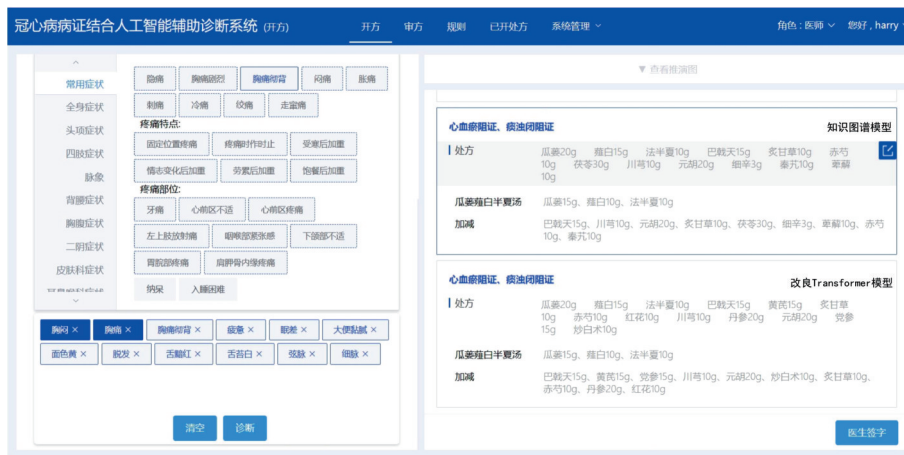 冠心病病证结合人工智能辅助诊断系统 (开方)
开方 审方 规则 已开处方 系统管理
角色：医师 您好，harry
常用症状
全身症状
头项症状
四肢症状
脉象
背腰症状
胸腹症状
二阴症状
皮肤科症状
隐痛 胸痛剧烈 胸痛彻背 闷痛 胀痛
刺痛 冷痛 绞痛 走窜痛
疼痛特点:
固定位置疼痛 疼痛时作时止 受寒后加重
情志变化后加重 劳累后加重 饱餐后加重
疼痛部位:
牙痛 心前区不适 心前区疼痛
左上肢放射痛 咽喉部紧张感 下颌部不适
胃脘部疼痛 肩胛骨内缘疼痛
纳呆 入睡困难
胸闷 × 胸痛 × 胸痛彻背 × 疲惫 × 眠差 × 大便黏腻 ×
面色黄 × 脱发 × 舌黯红 × 舌苔白 × 弦脉 × 细脉 ×
清空 诊断
▼ 查看推演图
心血瘀阻证、痰浊闭阻证 知识图谱模型
处方 瓜蒌20g 薤白15g 法半夏10g 巴戟天15g 炙甘草10g 赤芍
10g 茯苓30g 川芎10g 元胡20g 细辛3g 秦艽10g 萆薢
10g
瓜蒌薤白半夏汤 瓜蒌15g、薤白10g、法半夏10g
加减 巴戟天15g、川芎10g、元胡20g、炙甘草10g、茯苓30g、细辛3g、萆薢10g、赤芍
10g、秦艽10g
心血瘀阻证、痰浊闭阻证 改良Transformer模型
处方 瓜蒌20g 薤白15g 法半夏10g 巴戟天15g 黄芪15g 炙甘草
10g 赤芍10g 红花10g 川芎10g 丹参20g 元胡20g 党参
15g 炒白术10g
瓜蒌薤白半夏汤 瓜蒌15g、薤白10g、法半夏10g
加减 巴戟天15g、黄芪15g、党参15g、川芎10g、元胡20g、炒白术10g、炙甘草10g、
赤芍10g、丹参20g、红花10g
医生签字